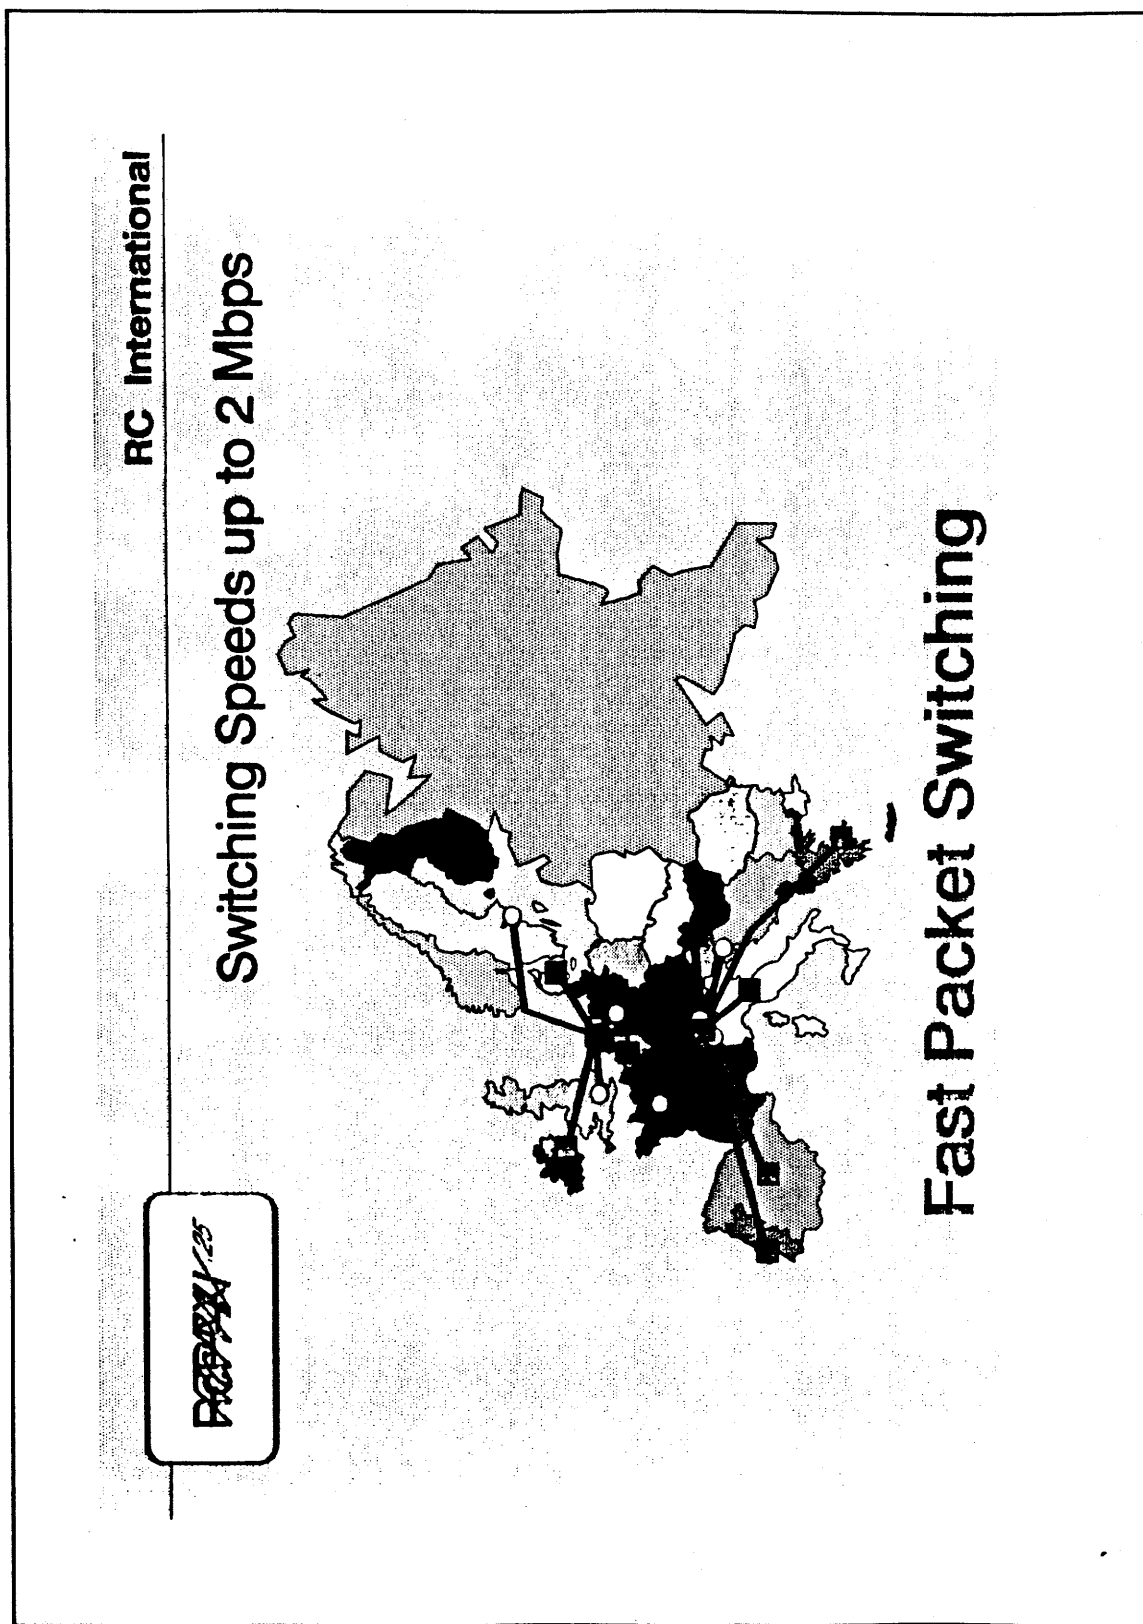 RC International
Switching Speeds up to 2 Mbps
Fast Packet Switching